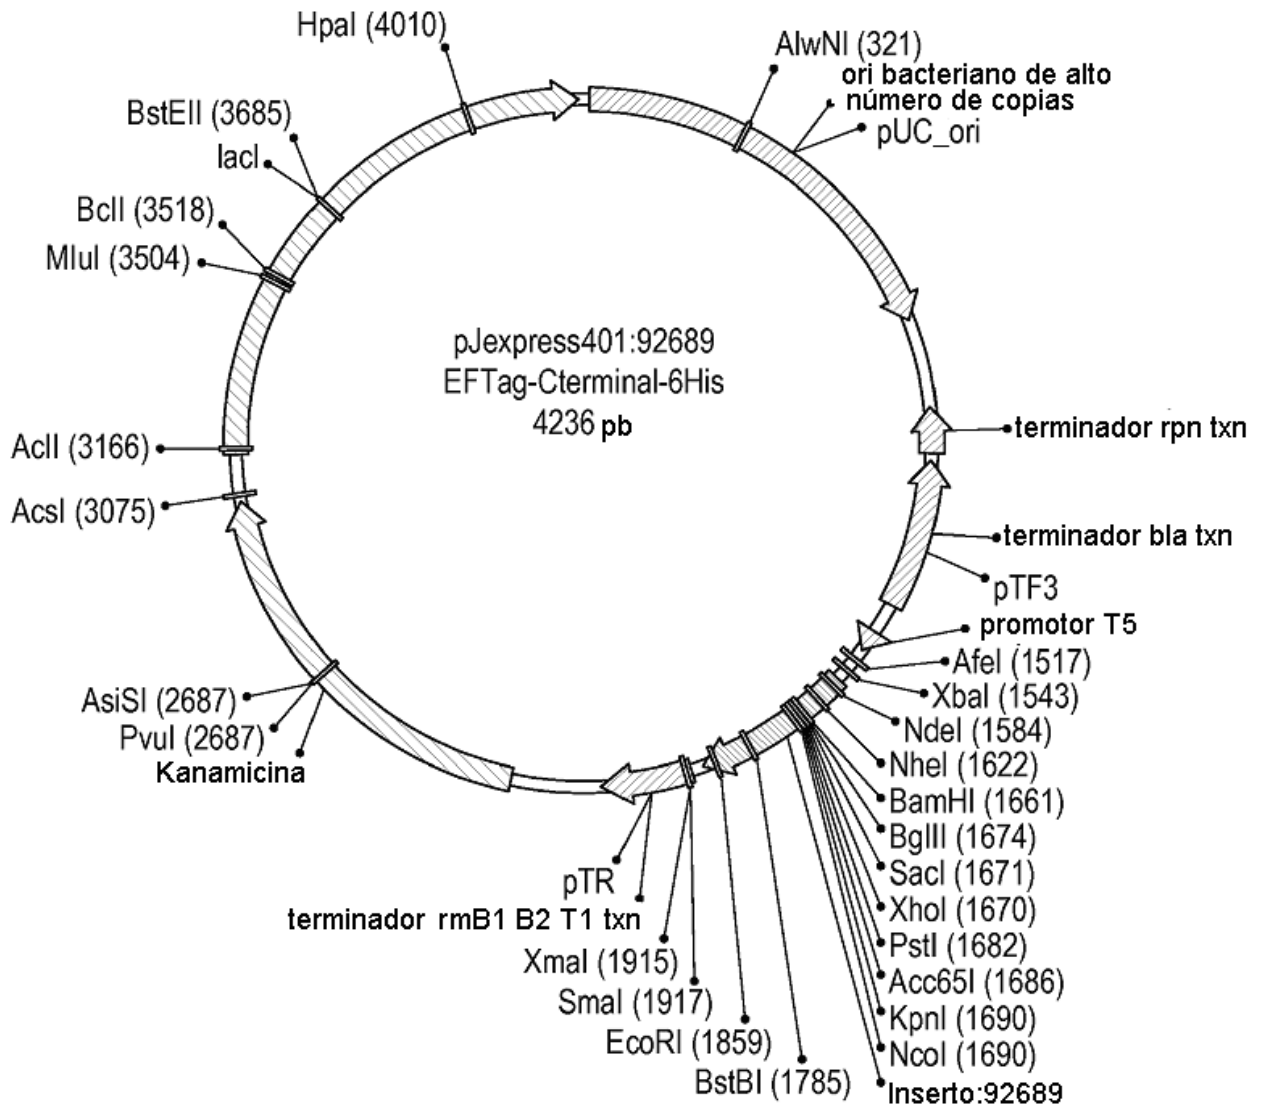 HpaI (4010)
AlwNI (321)
ori bacteriano de alto
número de copias
pUC_ori
BstEII (3685)
lacI
BclI (3518)
MluI (3504)
pJexpress401:92689
EFTag-Cterminal-6His
4236 pb
terminador rpn txn
AclI (3166)
AcsI (3075)
terminador bla txn
pTF3
promotor T5
AfeI (1517)
XbaI (1543)
NdeI (1584)
NheI (1622)
BamHI (1661)
BglII (1674)
SacI (1671)
XhoI (1670)
PstI (1682)
Acc65I (1686)
KpnI (1690)
NcoI (1690)
Inserto:92689
AsiSI (2687)
PvuI (2687)
Kanamicina
pTR
terminador rmB1 B2 T1 txn
XmaI (1915)
SmaI (1917)
EcoRI (1859)
BstBI (1785)